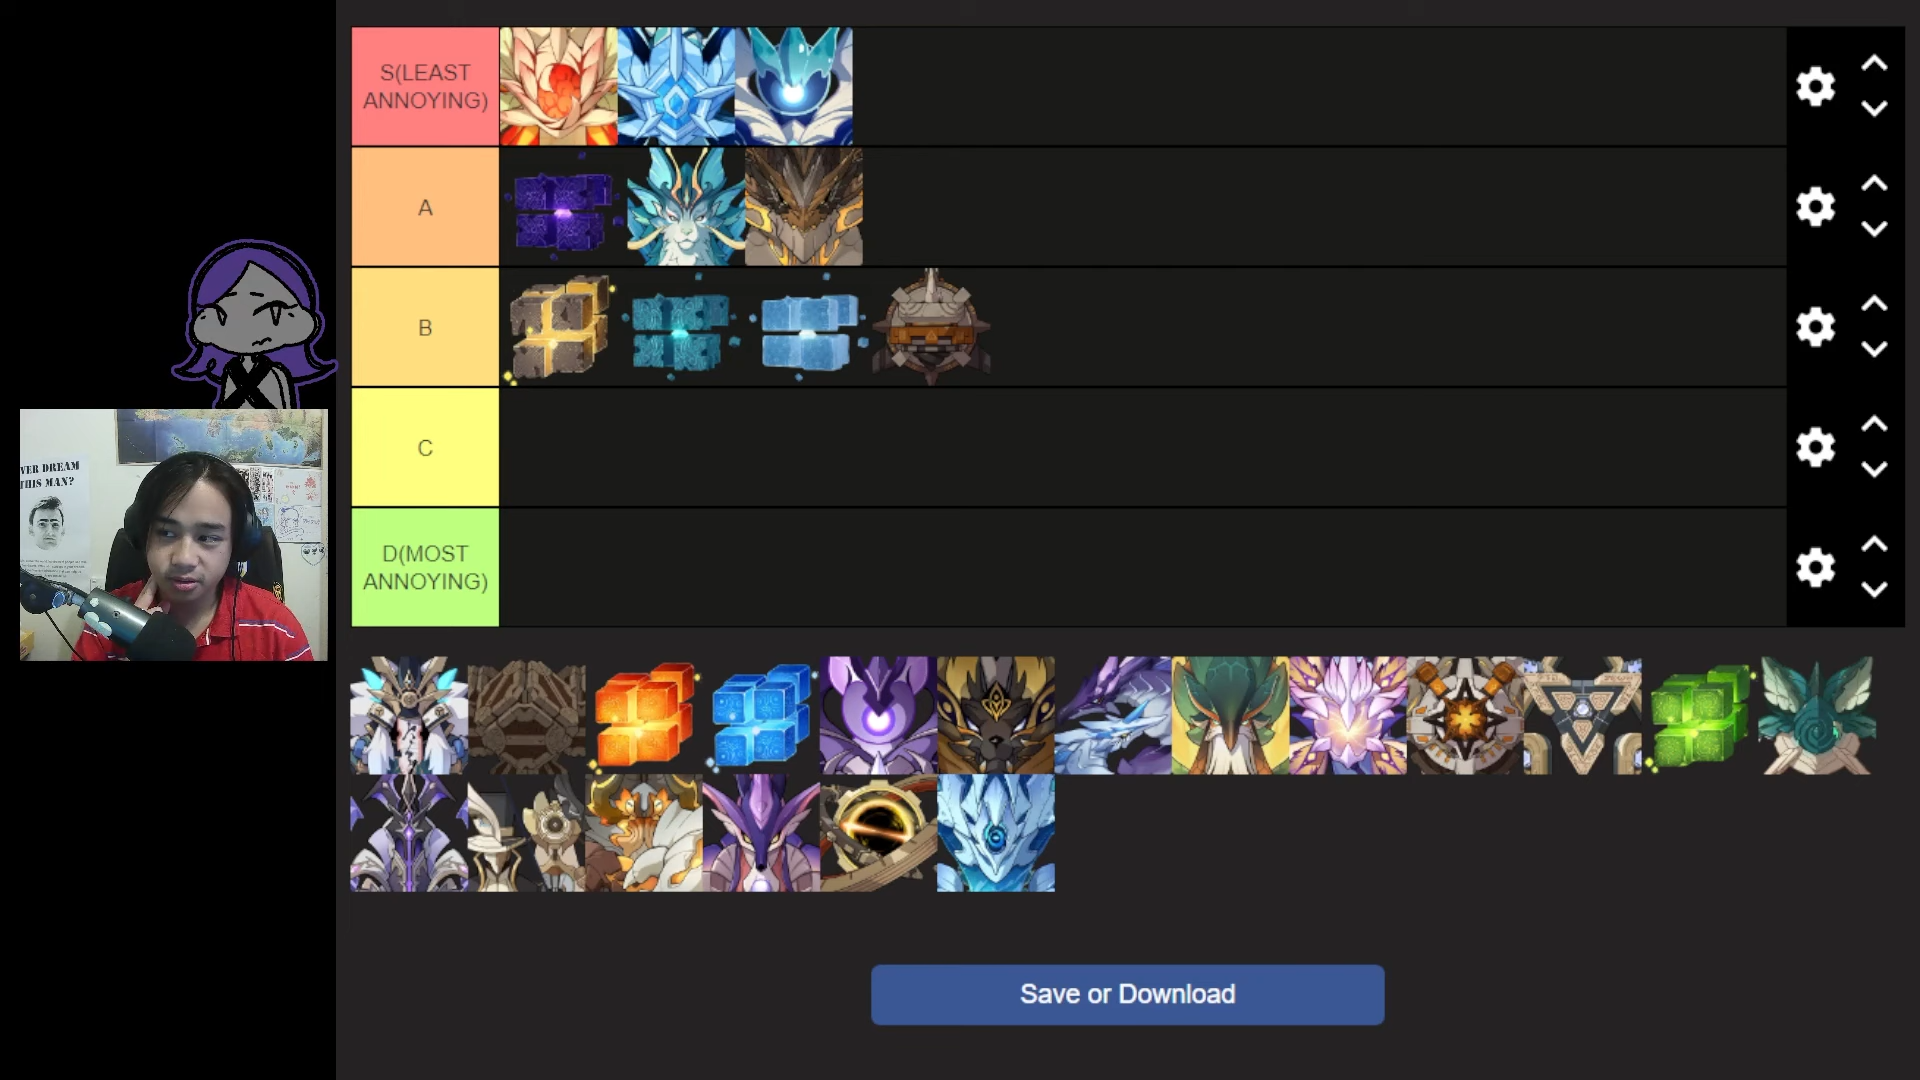 S(LEAST
ANNOYING)
A
B
C
D(MOST
ANNOYING)
VER DREAM
THIS MAN?
Save or Download